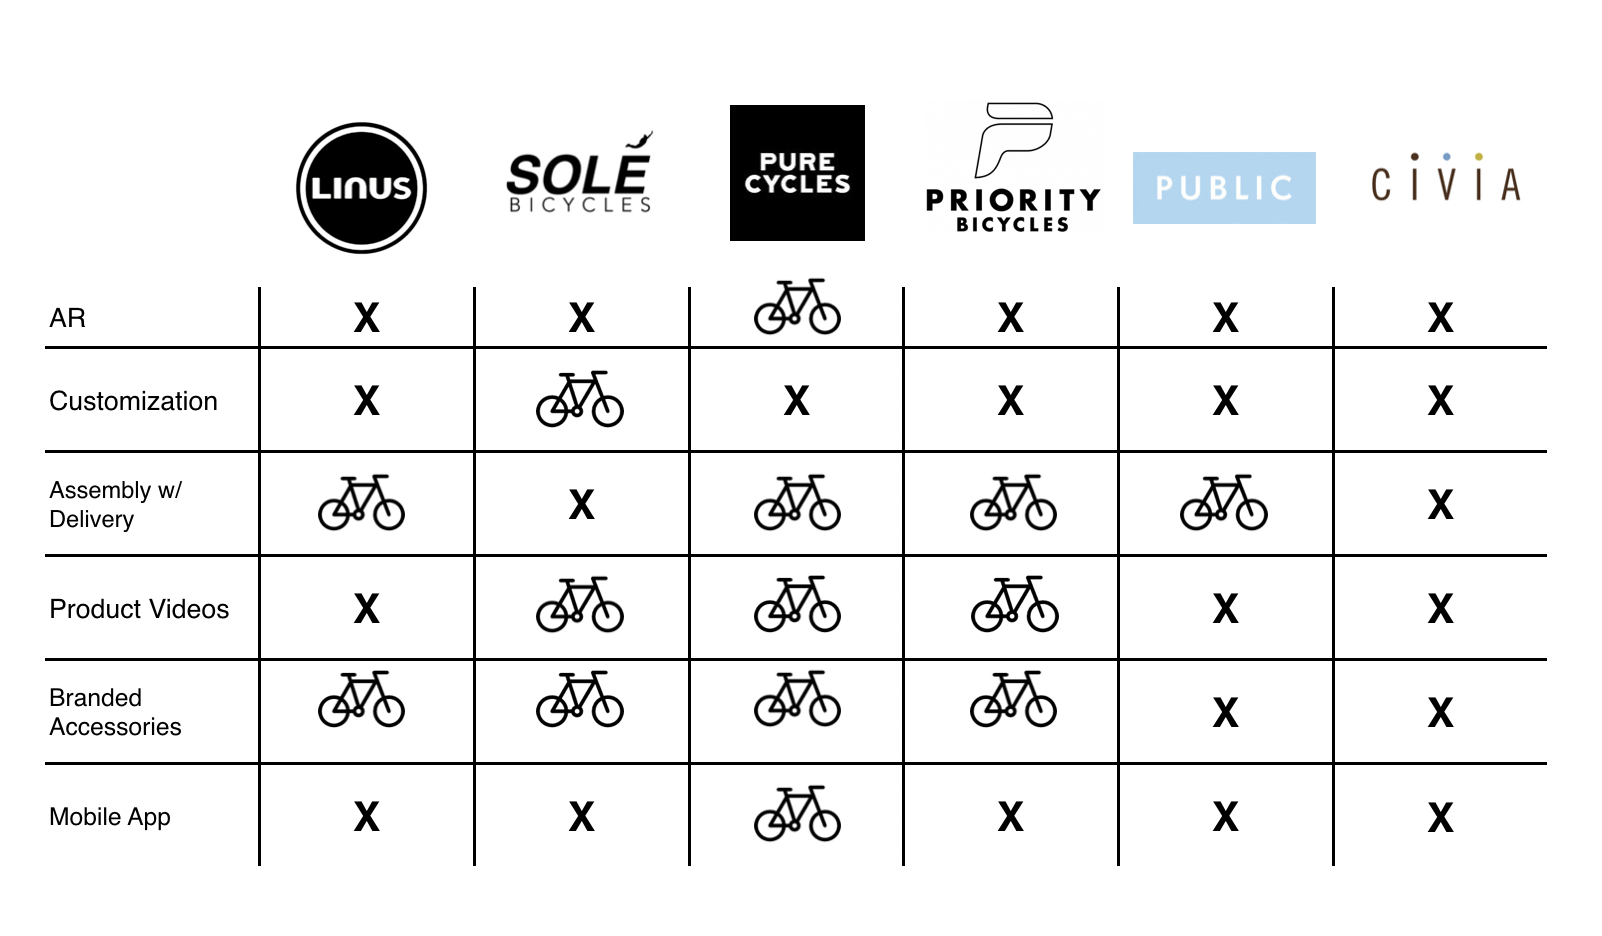 LINUS
SOLÉ
BICYCLES
PURE
CYCLES
PRIORITY
BICYCLES
PUBLIC
CIVIA
AR X X X X X
Customization X X X X X
Assembly w/
Delivery X X
Product Videos X X X
Branded
Accessories X X
Mobile App X X X X X